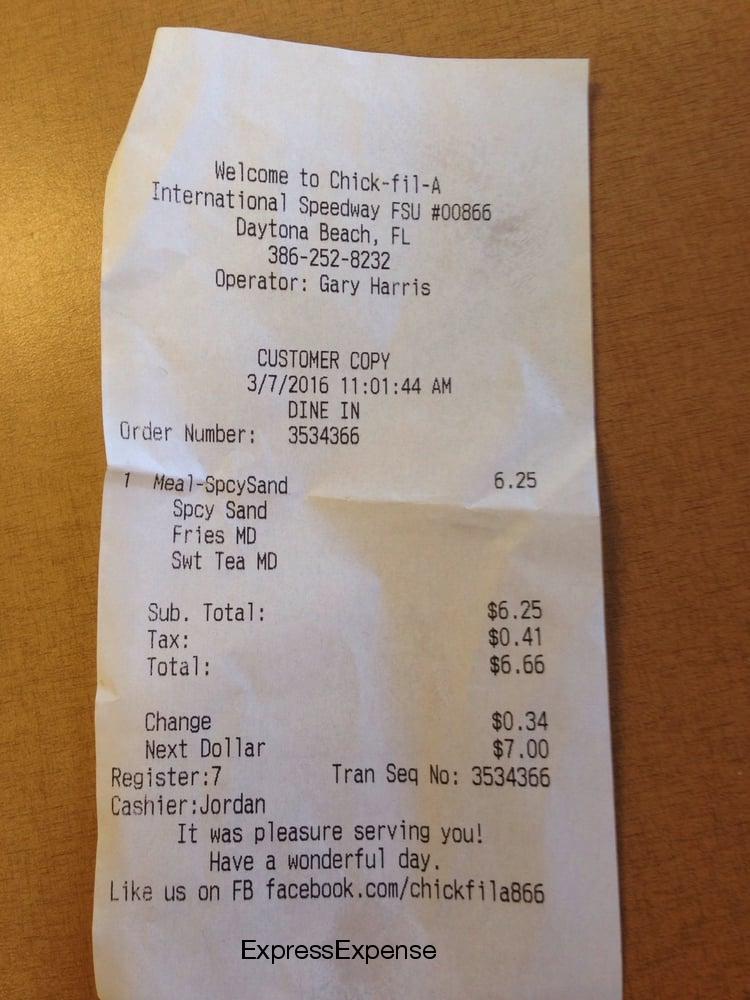 Welcome to Chick-fil-A
International Speedway FSU #00866
Daytona Beach, FL
386-252-8232
Operator: Gary Harris
CUSTOMER COPY
3/7/2016 11:01:44 AM
DINE IN
Order Number: 3534366
1 Meal-SpcySand 6.25
Spcy Sand
Fries MD
Swt Tea MD
Sub. Total: $6.25
Tax: $0.41
Total: $6.66
Change $0.34
Next Dollar $7.00
Register:7 Tran Seq No: 3534366
Cashier:Jordan
It was pleasure serving you!
Have a wonderful day.
Like us on FB facebook.com/chickfila866
ExpressExpense